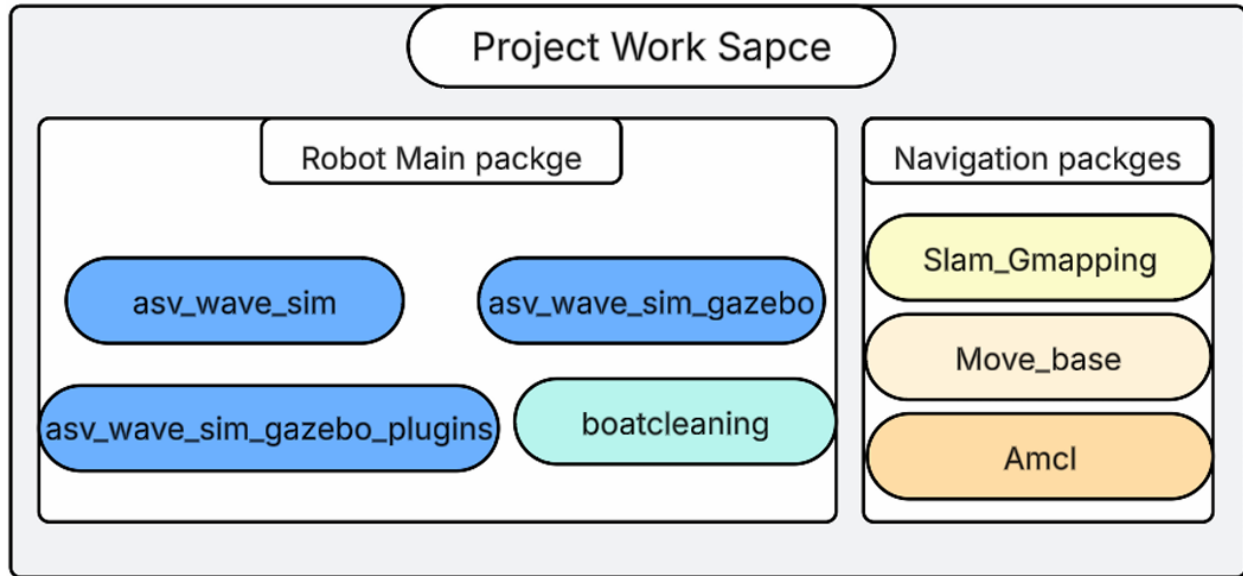 Project Work Sapce
Robot Main packge
Navigation packges
asv_wave_sim
asv_wave_sim_gazebo
asv_wave_sim_gazebo_plugins
boatcleaning
Slam_Gmapping
Move_base
Amcl